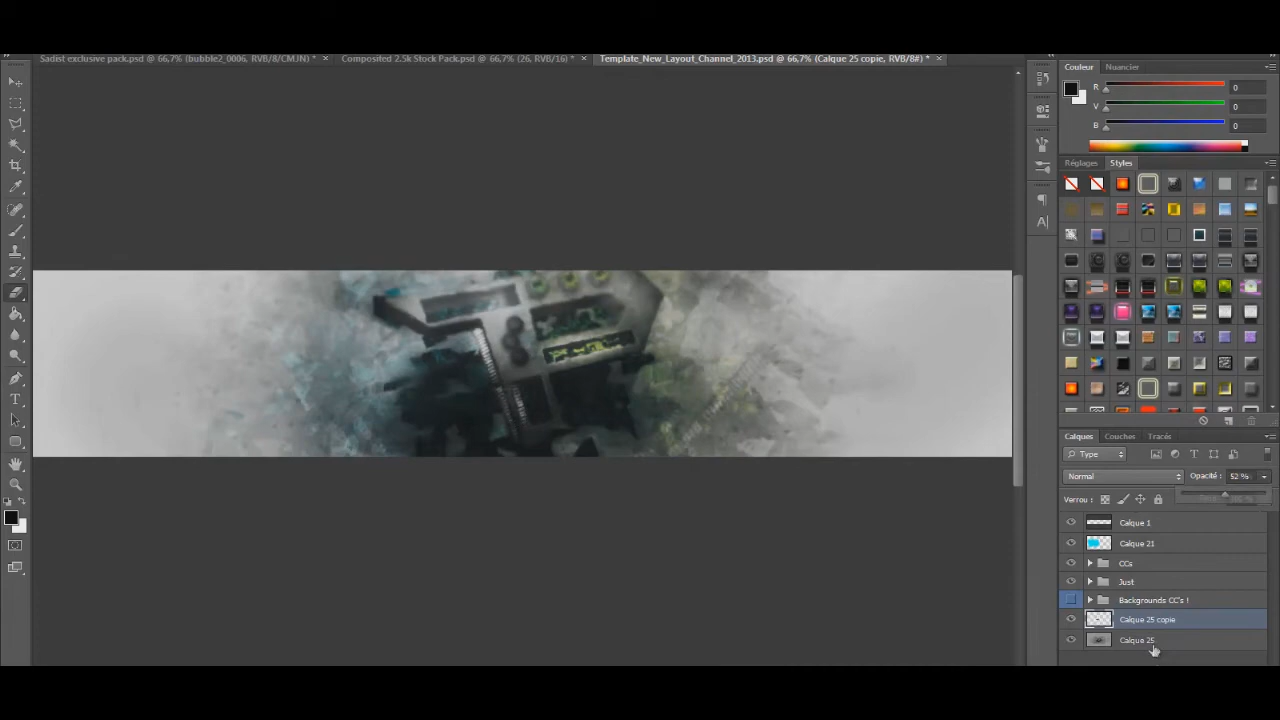 Sadist exclusive pack.psd @ 66,7% (bubble2_0006, RVB/8/CMJN) * Composited 2.5k Stock Pack.psd @ 66,7% (26, RVB/16) * Template_New_Layout_Channel_2013.psd @ 66,7% (Calque 25 copie, RVB/8#) *
Couleur Nuancier
R 0
V 0
B 0
Réglages Styles
Calques Couches Tracés
Type
Normal Opacité : 52 %
Verrou :
Calque 1
Calque 21
CCs
Just
Backgrounds CC's !
Calque 25 copie
Calque 25